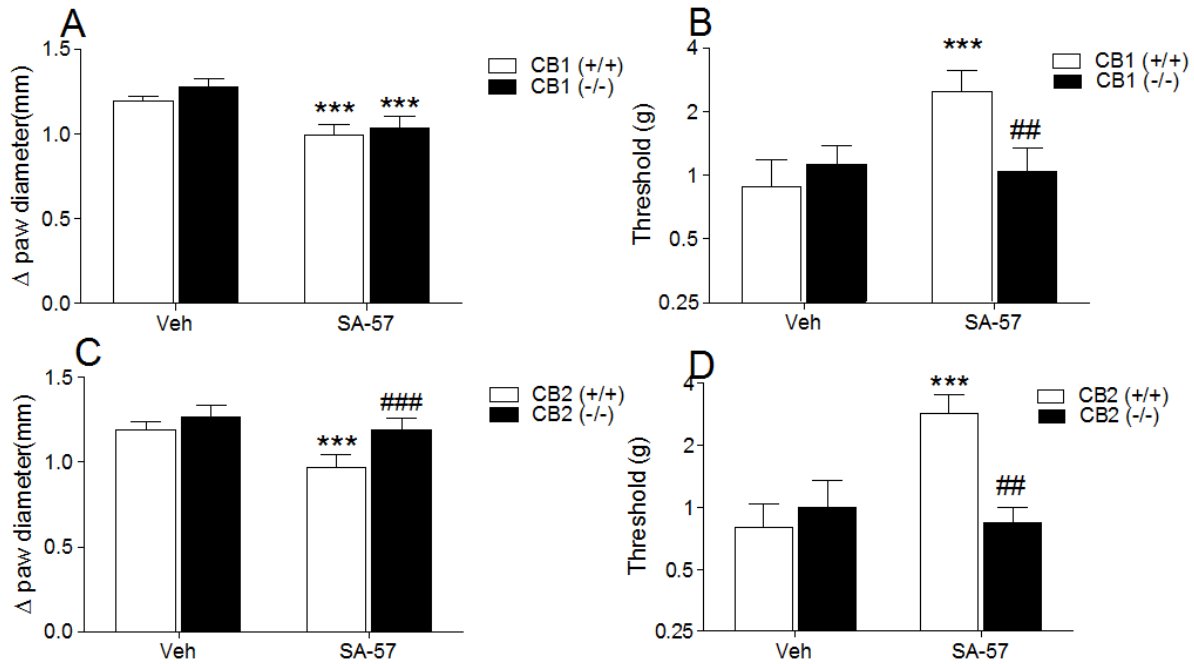 A
Δ paw diameter(mm)
1.5
1.0
0.5
0.0
*** ***
CB1 (+/+)
CB1 (-/-)
Veh SA-57
B
Threshold (g)
4
2
1
0.5
0.25
***
##
CB1 (+/+)
CB1 (-/-)
Veh SA-57
C
Δ paw diameter(mm)
1.5
1.0
0.5
0.0
***
###
CB2 (+/+)
CB2 (-/-)
Veh SA-57
D
Threshold (g)
4
2
1
0.5
0.25
***
##
CB2 (+/+)
CB2 (-/-)
Veh SA-57